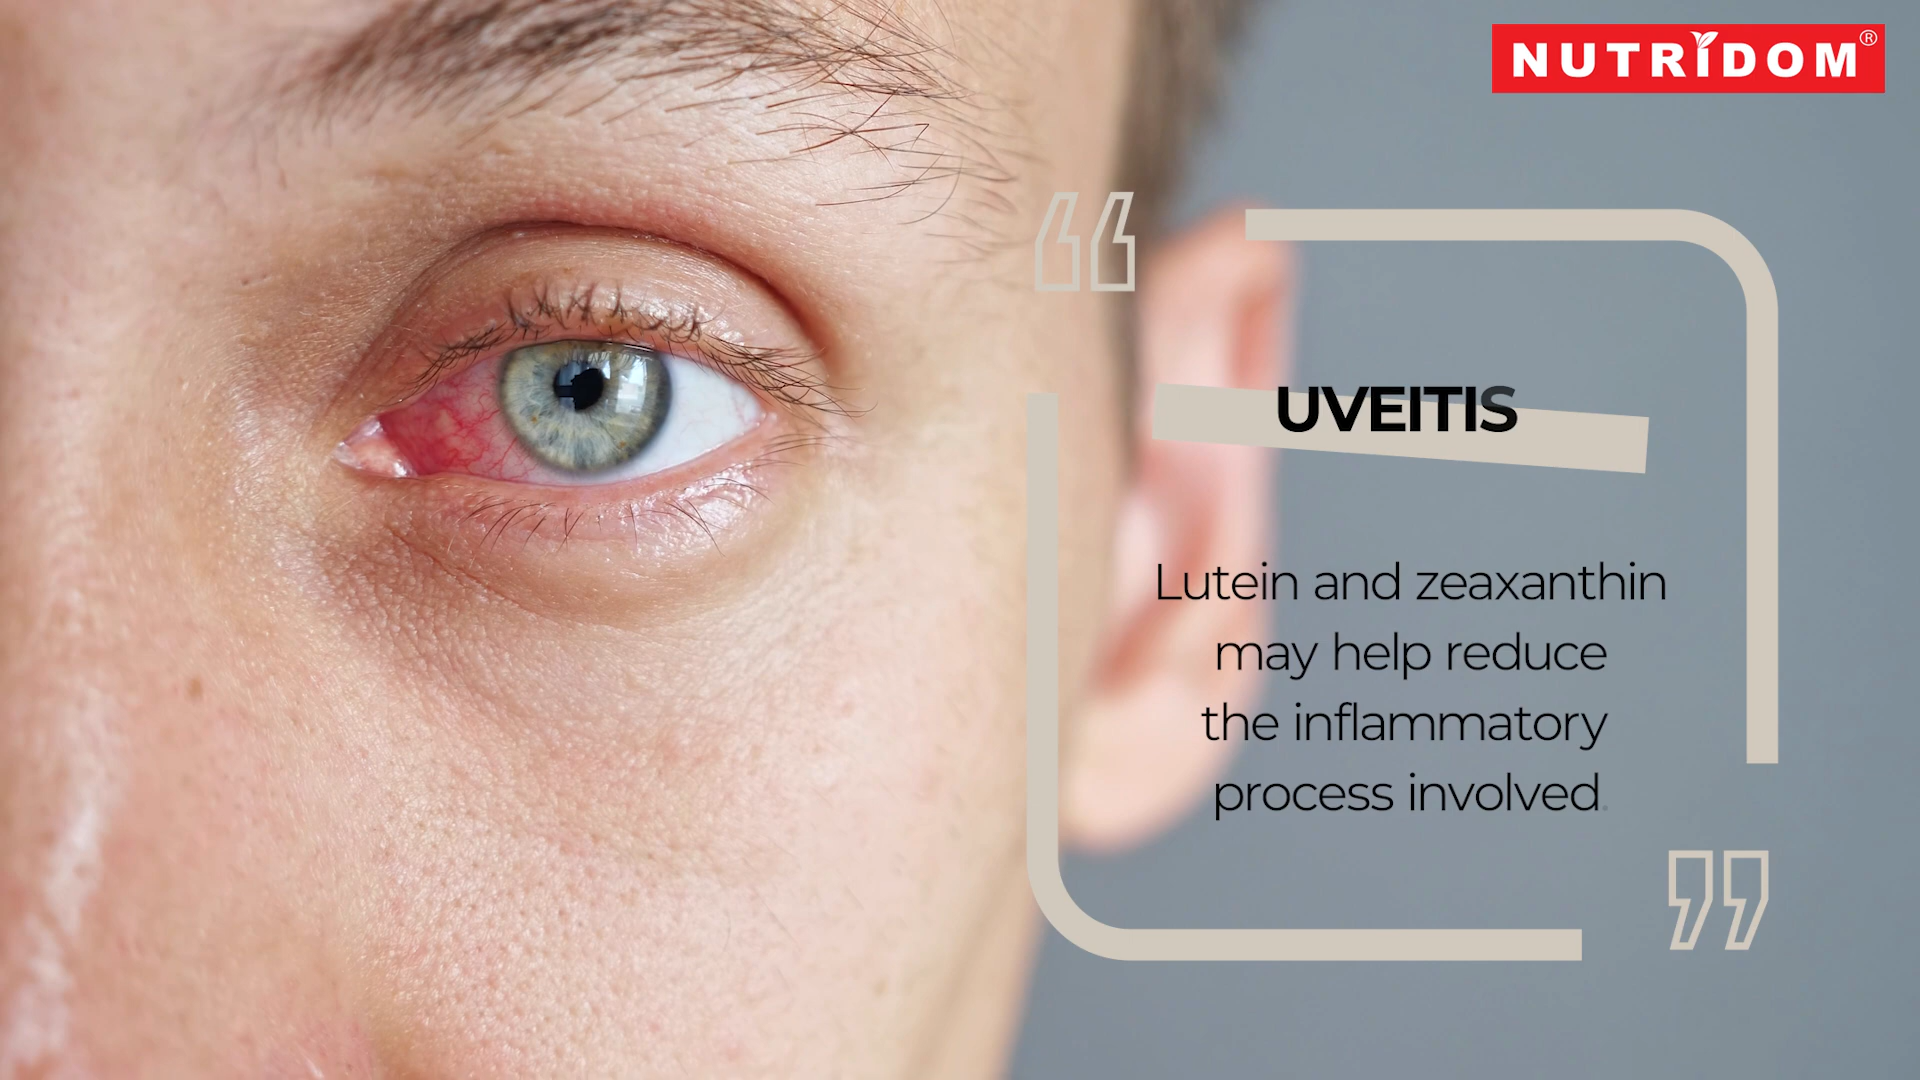 NUTRIDOM®
“
UVEITIS
Lutein and zeaxanthin
may help reduce
the inflammatory
process involved.
”